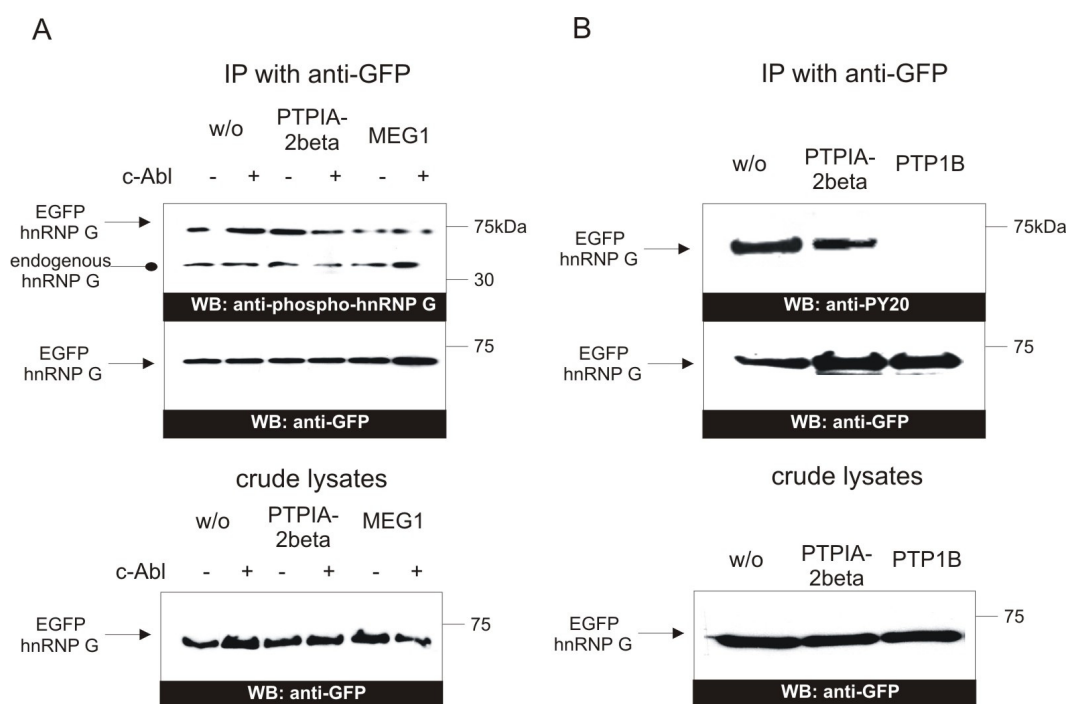 A
IP with anti-GFP
w/o PTPIA-2beta MEG1
c-Abl - + - + - +
EGFP
hnRNP G
75kDa
endogenous
hnRNP G
30
WB: anti-phospho-hnRNP G
EGFP
hnRNP G
75
WB: anti-GFP
crude lysates
w/o PTPIA-2beta MEG1
c-Abl - + - + - +
EGFP
hnRNP G
75
WB: anti-GFP
B
IP with anti-GFP
w/o PTPIA-2beta PTP1B
EGFP
hnRNP G
75kDa
WB: anti-PY20
EGFP
hnRNP G
75
WB: anti-GFP
crude lysates
w/o PTPIA-2beta PTP1B
EGFP
hnRNP G
75
WB: anti-GFP